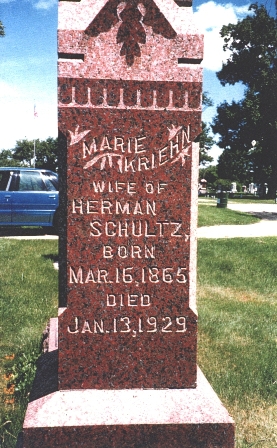 MARIE
KRIEHN
WIFE OF
HERMAN
SCHULTZ,
BORN
MAR. 16, 1865
DIED
JAN. 13, 1929